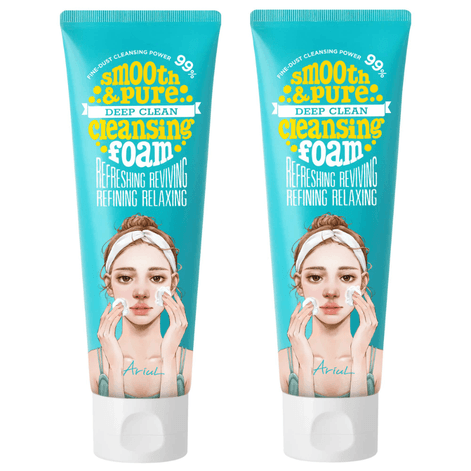 FINE-DUST CLEANSING POWER 99%
smooth
& PURE
DEEP CLEAN
cleansing
foam
REFRESHING REVIVING
REFINING RELAXING
Ariul
FINE-DUST CLEANSING POWER 99%
smooth
& PURE
DEEP CLEAN
cleansing
foam
REFRESHING REVIVING
REFINING RELAXING
Ariul